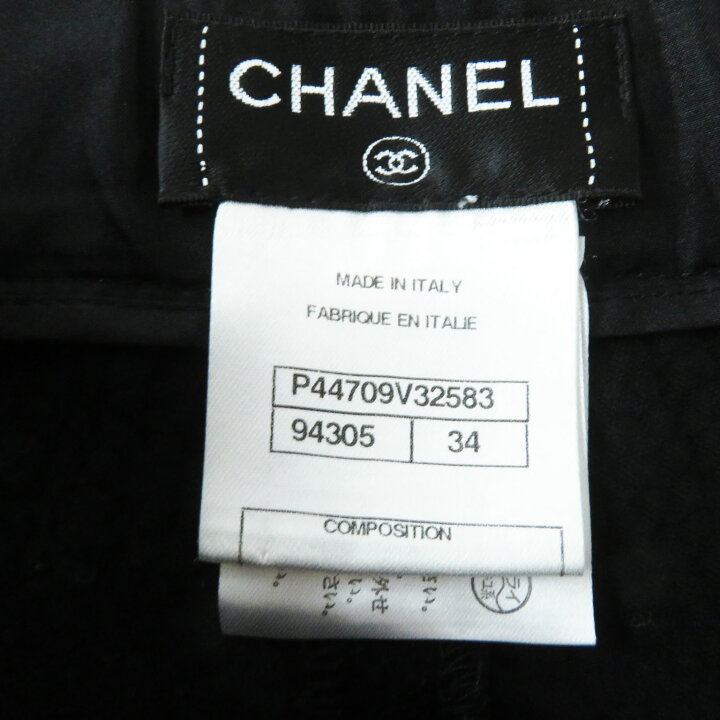 CHANEL
MADE IN ITALY
FABRIQUE EN ITALIE
P44709V32583
94305 34
COMPOSITION